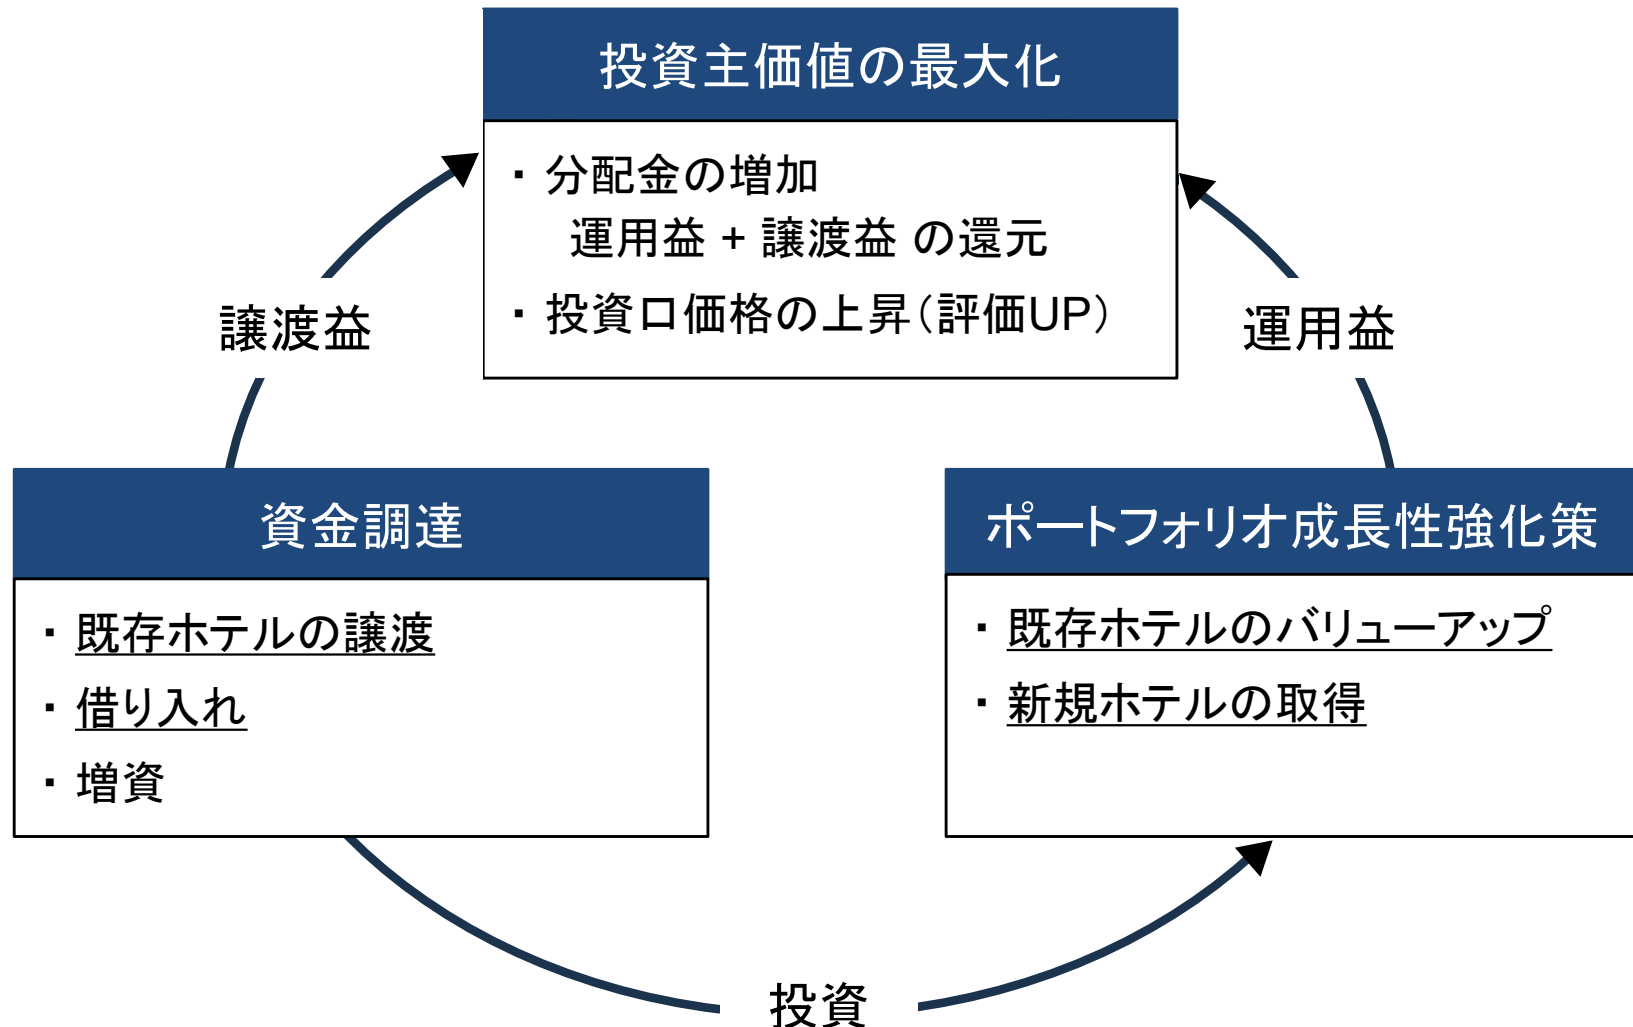 投資主価値の最大化
・分配金の増加
運用益 + 譲渡益 の還元
・投資口価格の上昇（評価UP）
譲渡益
運用益
資金調達
・既存ホテルの譲渡
・借り入れ
・増資
ポートフォリオ成長性強化策
・既存ホテルのバリューアップ
・新規ホテルの取得
投資